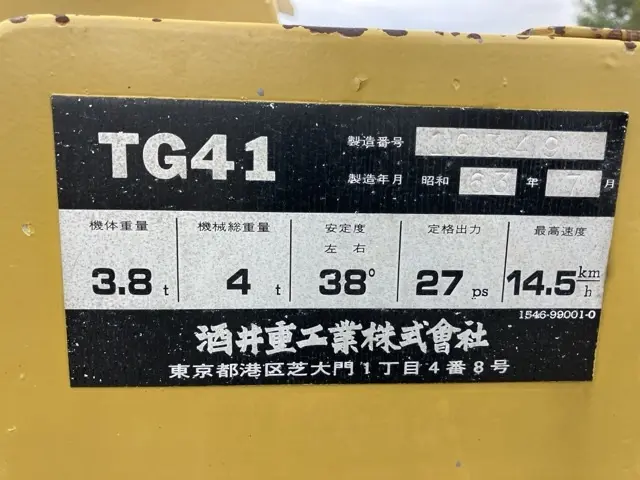 TG41
製造番号
製造年月 昭和 63 年 7 月
機体重量 機械総重量 安定度 定格出力 最高速度
左 右
3.8 t 4 t 38° 27 ps 14.5 km/h
1546-99001-0
酒井重工業株式會社
東京都港区芝大門1丁目4番8号